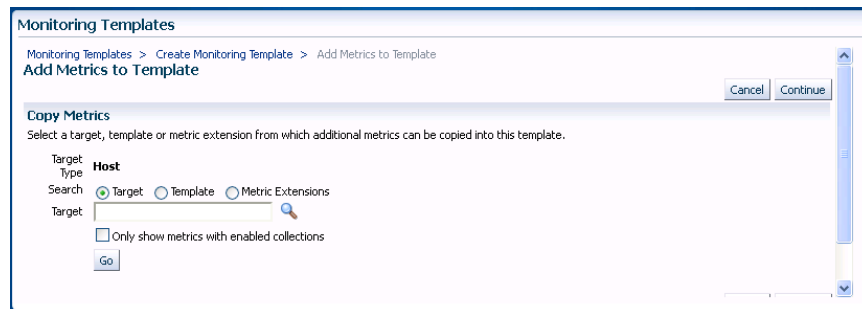 Monitoring Templates
Monitoring Templates > Create Monitoring Template > Add Metrics to Template
Add Metrics to Template
Cancel Continue
Copy Metrics
Select a target, template or metric extension from which additional metrics can be copied into this template.
Target Type Host
Search Target Template Metric Extensions
Target
Only show metrics with enabled collections
Go